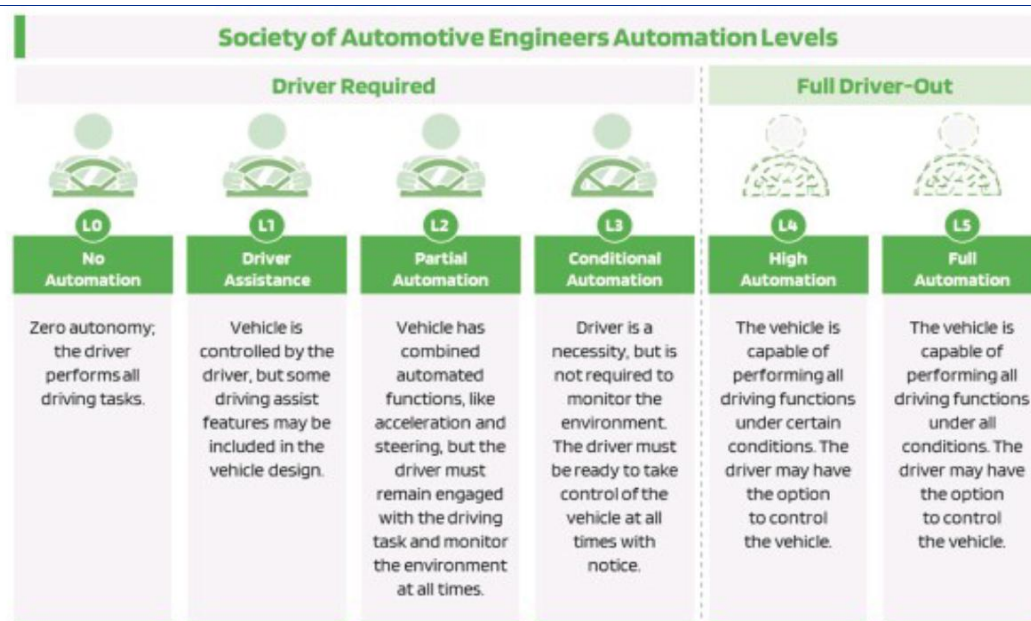 Society of Automotive Engineers Automation Levels
Driver Required
Full Driver-Out
L0
No
Automation
Zero autonomy;
the driver
performs all
driving tasks.
L1
Driver
Assistance
Vehicle is
controlled by the
driver, but some
driving assist
features may be
included in the
vehicle design.
L2
Partial
Automation
Vehicle has
combined
automated
functions, like
acceleration and
steering, but the
driver must
remain engaged
with the driving
task and monitor
the environment
at all times.
L3
Conditional
Automation
Driver is a
necessity, but is
not required to
monitor the
environment.
The driver must
be ready to take
control of the
vehicle at all
times with
notice.
L4
High
Automation
The vehicle is
capable of
performing all
driving functions
under certain
conditions. The
driver may have
the option
to control
the vehicle.
L5
Full
Automation
The vehicle is
capable of
performing all
driving functions
under all
conditions. The
driver may have
the option
to control
the vehicle.